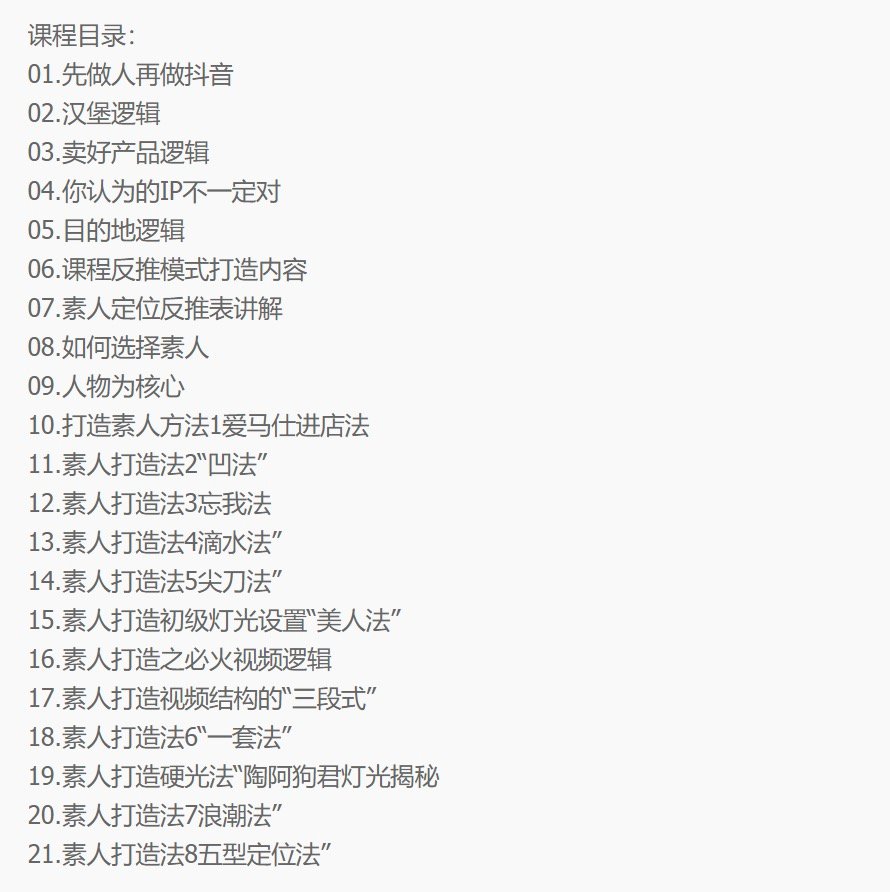 课程目录：
01.先做人再做抖音
02.汉堡逻辑
03.卖好产品逻辑
04.你认为的IP不一定对
05.目的地逻辑
06.课程反推模式打造内容
07.素人定位反推表讲解
08.如何选择素人
09.人物为核心
10.打造素人方法1爱马仕进店法
11.素人打造法2“凹法”
12.素人打造法3忘我法
13.素人打造法4滴水法”
14.素人打造法5尖刀法”
15.素人打造初级灯光设置“美人法”
16.素人打造之必火视频逻辑
17.素人打造视频结构的“三段式”
18.素人打造法6“一套法”
19.素人打造硬光法“陶阿狗君灯光揭秘
20.素人打造法7浪潮法”
21.素人打造法8五型定位法”